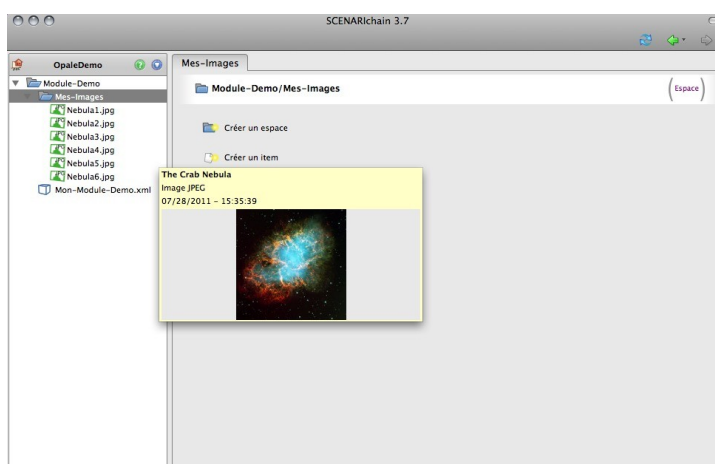 SCENARIchain 3.7
OpaleDemo
Module-Demo
Mes-Images
Nebula1.jpg
Nebula2.jpg
Nebula3.jpg
Nebula4.jpg
Nebula5.jpg
Nebula6.jpg
Mon-Module-Demo.xml
Mes-Images
Module-Demo/Mes-Images
Espace
Créer un espace
Créer un item
The Crab Nebula
Image JPEG
07/28/2011 - 15:35:39